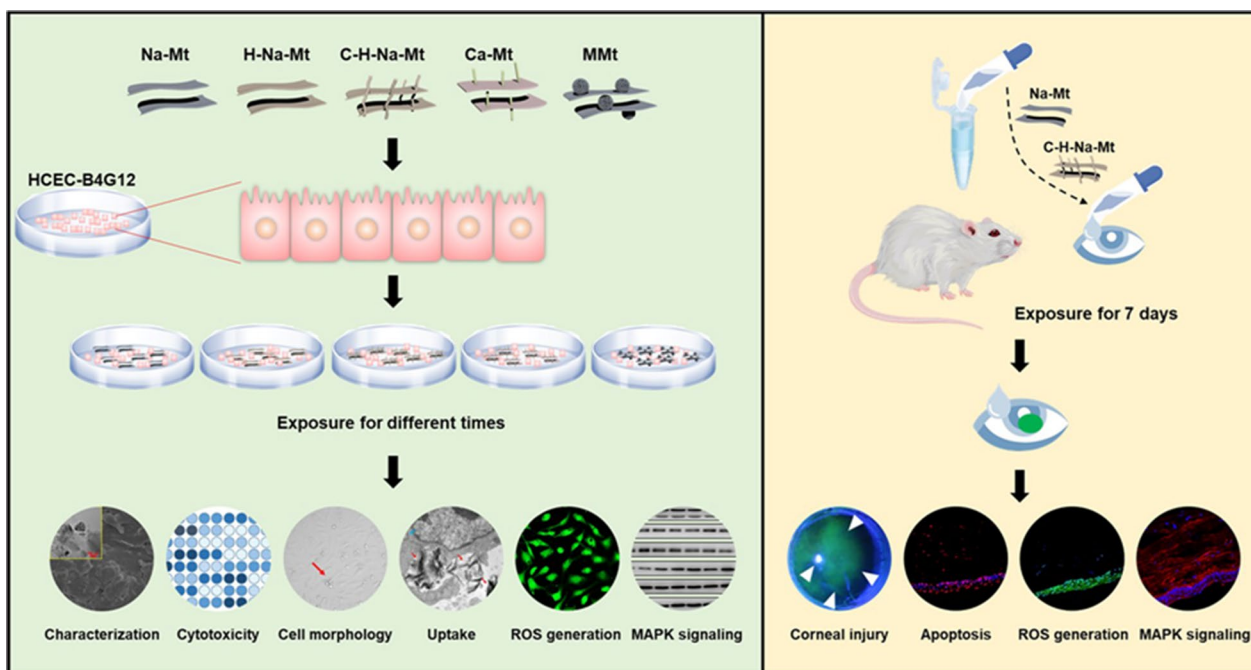 Na-Mt
H-Na-Mt
C-H-Na-Mt
Ca-Mt
MMt
HCEC-B4G12
Exposure for different times
Characterization
Cytotoxicity
Cell morphology
Uptake
ROS generation
MAPK signaling
Na-Mt
C-H-Na-Mt
Exposure for 7 days
Corneal injury
Apoptosis
ROS generation
MAPK signaling